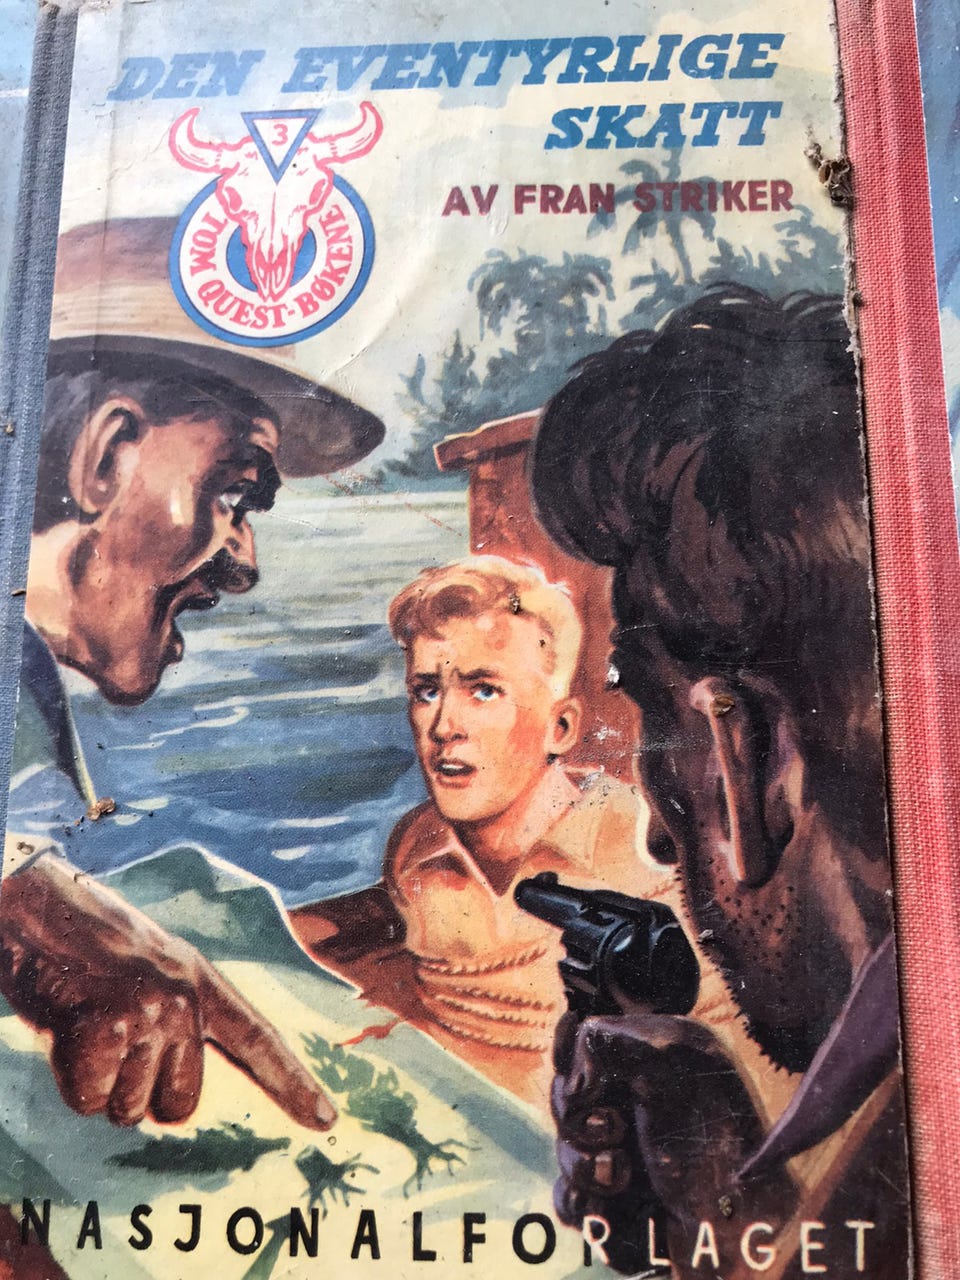 DEN EVENTYRLIGE
SKATT
3
TOM QUEST-BØKENE
AV FRAN STRIKER
NASJONALFORLAGET